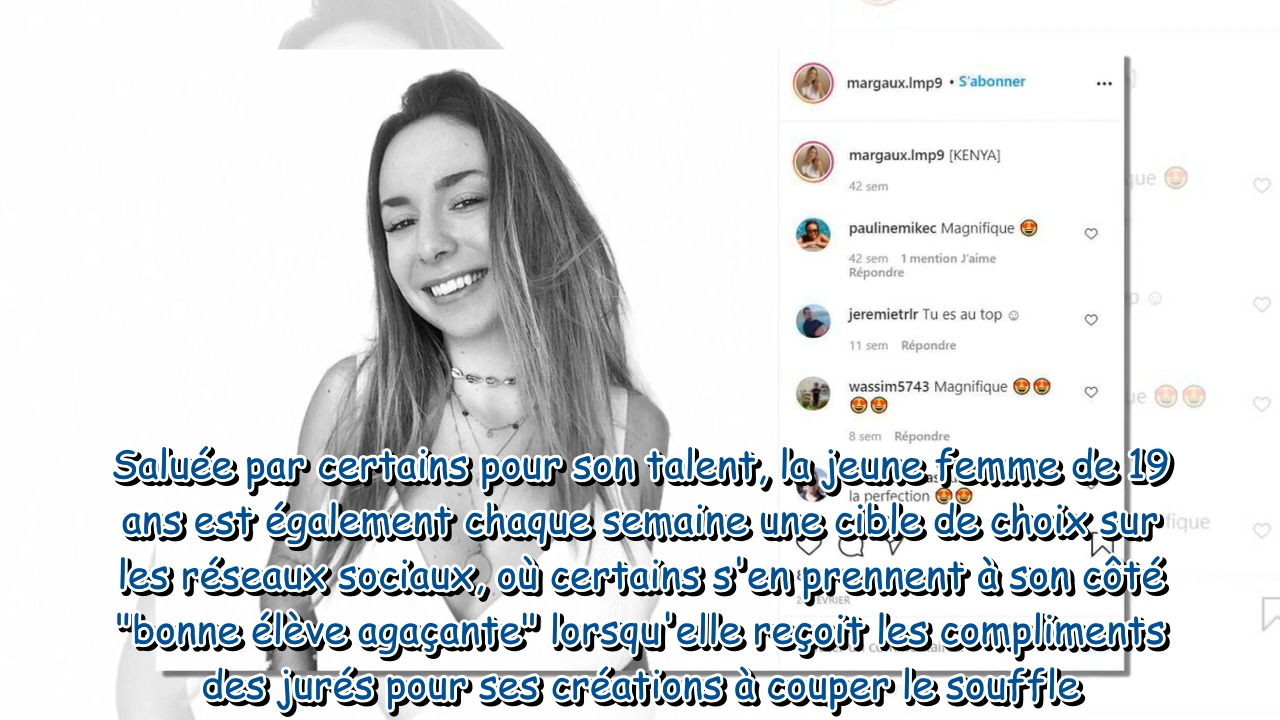 margaux.lmp9 • S'abonner
margaux.lmp9 [KENYA]
42 sem
paulinemikec Magnifique 🤩
42 sem 1 mention J'aime
Répondre
jeremietrlr Tu es au top ☺
11 sem Répondre
wassim5743 Magnifique 🤩🤩
🤩🤩
8 sem Répondre
la perfection 🤩🤩
Saluée par certains pour son talent, la jeune femme de 19
ans est également chaque semaine une cible de choix sur
les réseaux sociaux, où certains s'en prennent à son côté
"bonne élève agaçante" lorsqu'elle reçoit les compliments
des jurés pour ses créations à couper le souffle